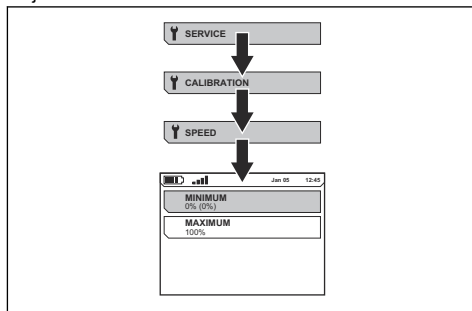 SERVICE
CALIBRATION
SPEED
Jan 05 12:45
MINIMUM
0% (0%)
MAXIMUM
100%